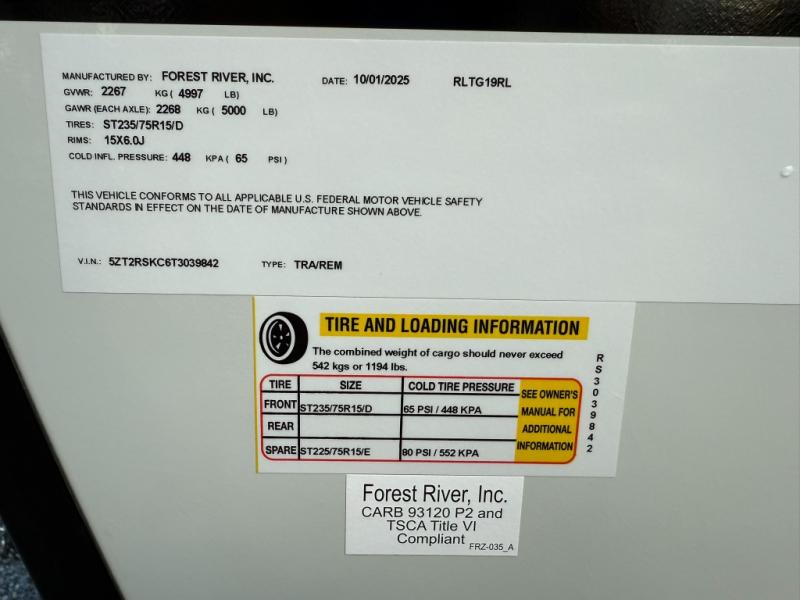 MANUFACTURED BY: FOREST RIVER, INC. DATE: 10/01/2025 RLTG19RL
GVWR: 2267 KG ( 4997 LB)
GAWR (EACH AXLE): 2268 KG ( 5000 LB)
TIRES: ST235/75R15/D
RIMS: 15X6.0J
COLD INFL. PRESSURE: 448 KPA ( 65 PSI )
THIS VEHICLE CONFORMS TO ALL APPLICABLE U.S. FEDERAL MOTOR VEHICLE SAFETY
STANDARDS IN EFFECT ON THE DATE OF MANUFACTURE SHOWN ABOVE.
V.I.N.: 5ZT2RSKC6T3039842 TYPE: TRA/REM
TIRE AND LOADING INFORMATION
The combined weight of cargo should never exceed
542 kgs or 1194 lbs.
TIRE SIZE COLD TIRE PRESSURE
FRONT ST235/75R15/D 65 PSI / 448 KPA
REAR
SPARE ST225/75R15/E 80 PSI / 552 KPA
SEE OWNER'S
MANUAL FOR
ADDITIONAL
INFORMATION
RS3039842
Forest River, Inc.
CARB 93120 P2 and
TSCA Title VI
Compliant
FRZ-035_A